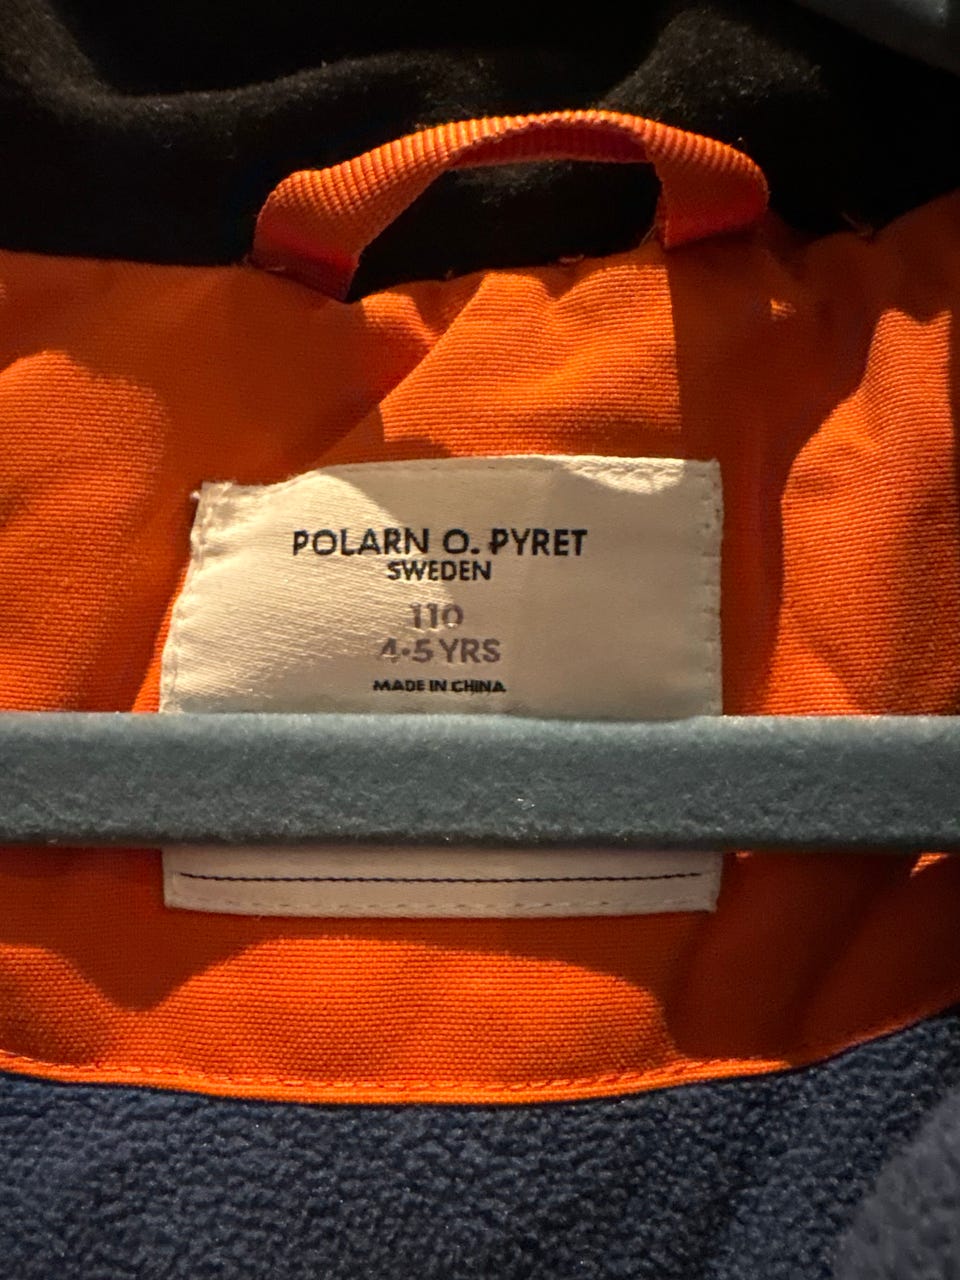 POLARN O. PYRET
SWEDEN
110
4-5 YRS
MADE IN CHINA